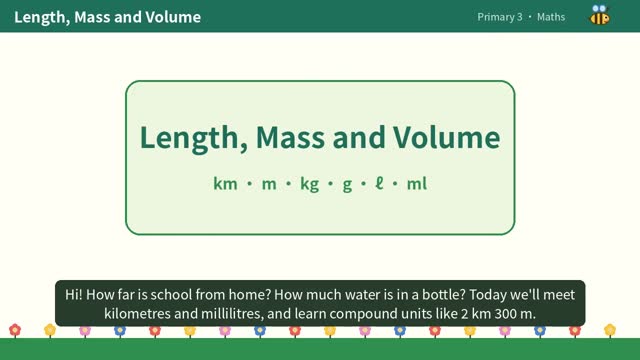 Length, Mass and Volume
Primary 3 • Maths
Length, Mass and Volume
km • m • kg • g • ℓ • ml
Hi! How far is school from home? How much water is in a bottle? Today we'll meet
kilometres and millilitres, and learn compound units like 2 km 300 m.